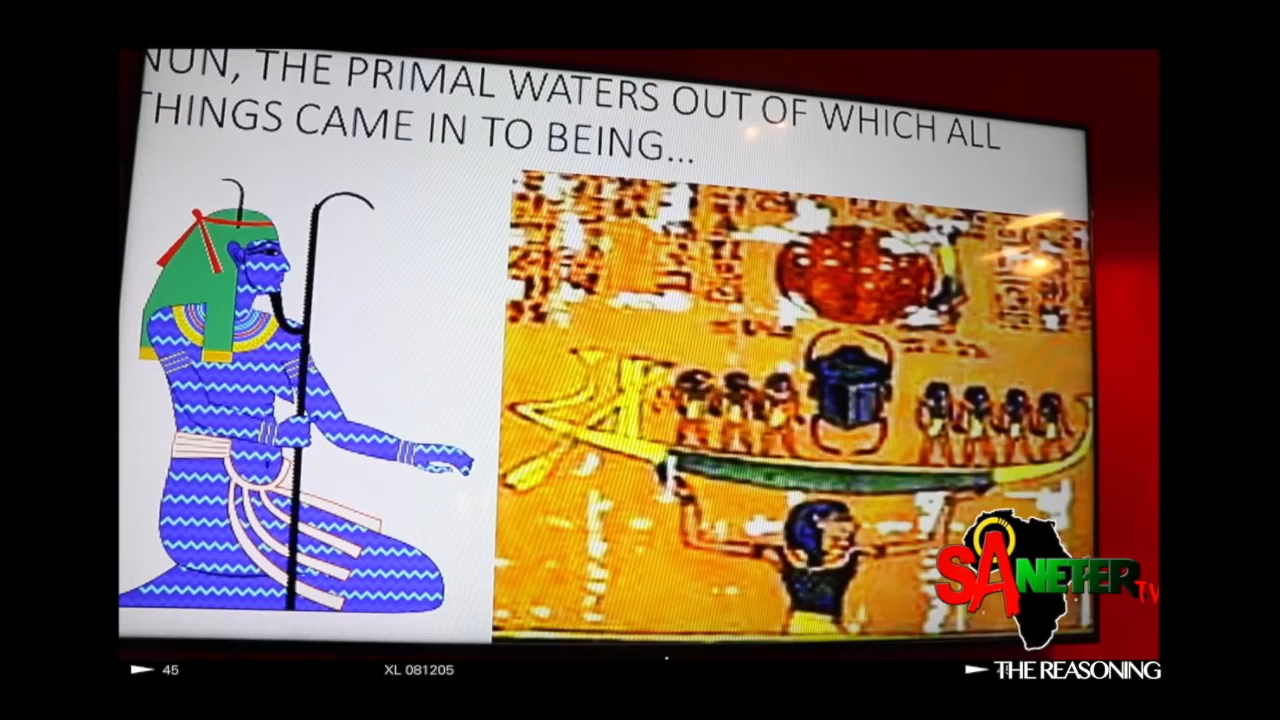 NUN, THE PRIMAL WATERS OUT OF WHICH ALL
THINGS CAME IN TO BEING...
SANETER TV
THE REASONING
45
XL 081205